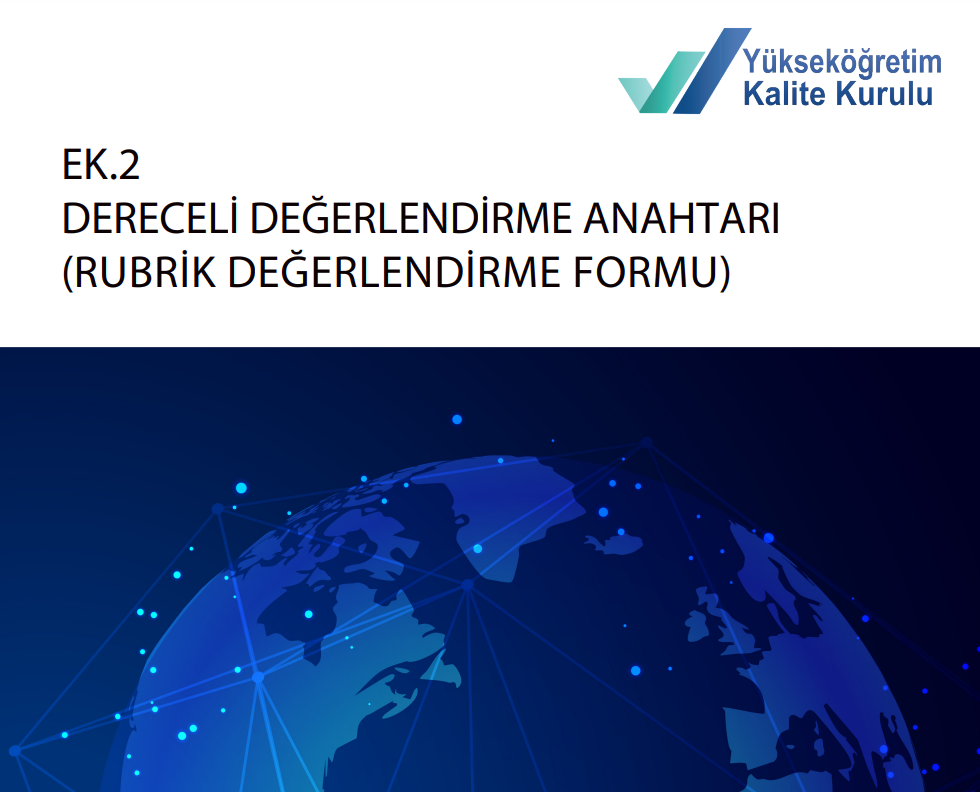 Yükseköğretim
Kalite Kurulu
EK.2
DERECELİ DEĞERLENDİRME ANAHTARI
(RUBRİK DEĞERLENDİRME FORMU)